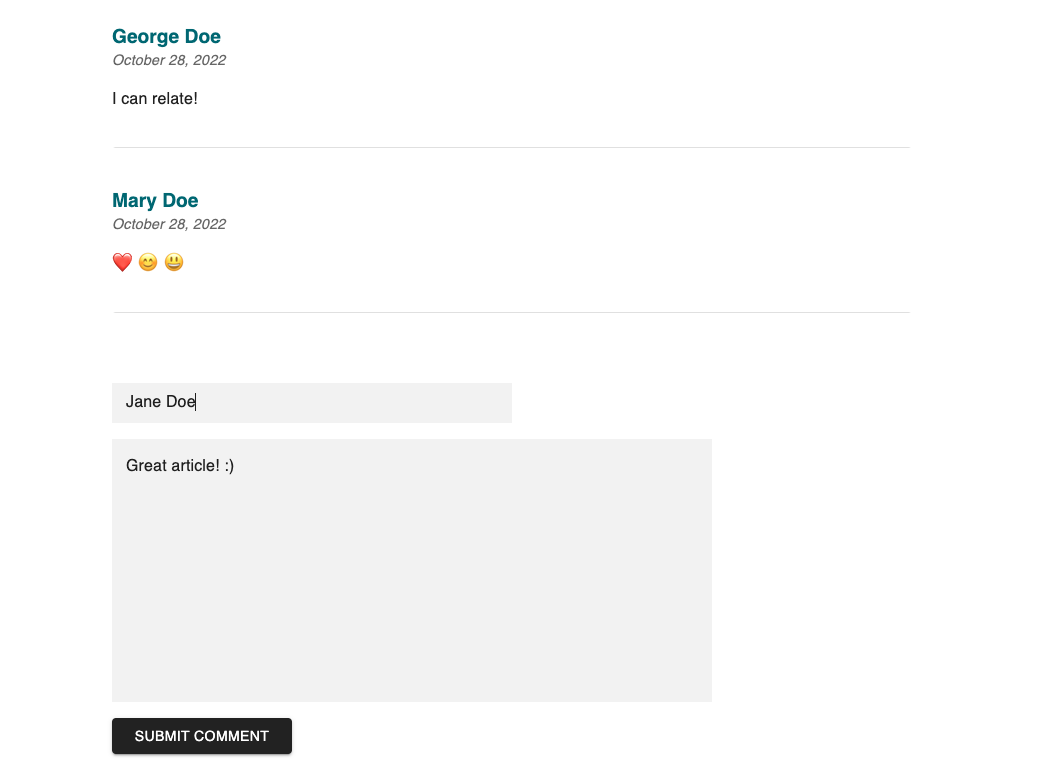 George Doe
October 28, 2022
I can relate!
Mary Doe
October 28, 2022
❤️ 😊 😃
Jane Doe
Great article! :)
SUBMIT COMMENT